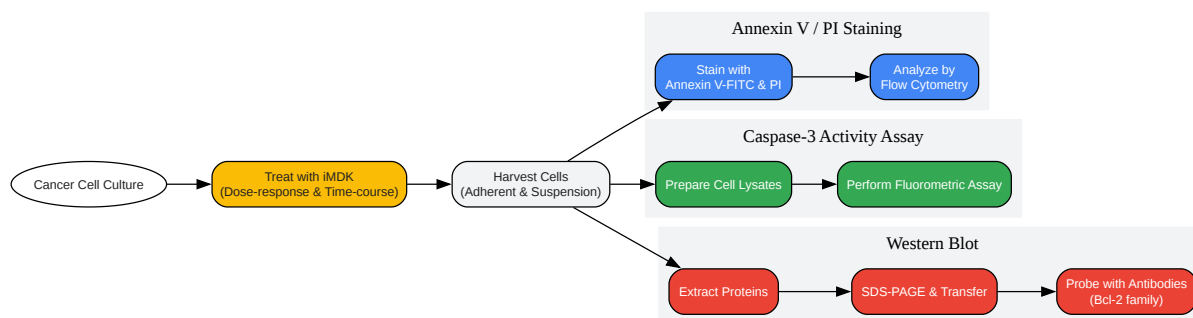 Annexin V / PI Staining
Stain with
Annexin V-FITC & PI
Analyze by
Flow Cytometry
Caspase-3 Activity Assay
Cancer Cell Culture
Treat with iMDK
(Dose-response & Time-course)
Harvest Cells
(Adherent & Suspension)
Prepare Cell Lysates
Perform Fluorometric Assay
Western Blot
Extract Proteins
SDS-PAGE & Transfer
Probe with Antibodies
(Bcl-2 family)